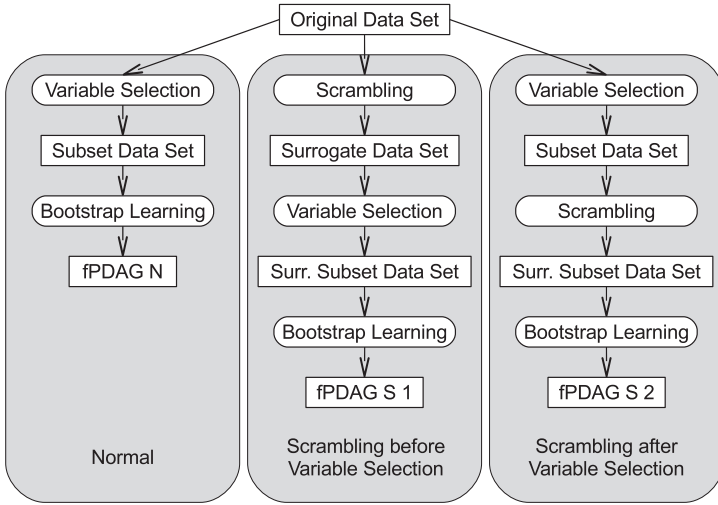 Original Data Set
Variable Selection
Subset Data Set
Bootstrap Learning
fPDAG N
Normal
Scrambling
Surrogate Data Set
Variable Selection
Surr. Subset Data Set
Bootstrap Learning
fPDAG S 1
Scrambling before
Variable Selection
Variable Selection
Subset Data Set
Scrambling
Surr. Subset Data Set
Bootstrap Learning
fPDAG S 2
Scrambling after
Variable Selection